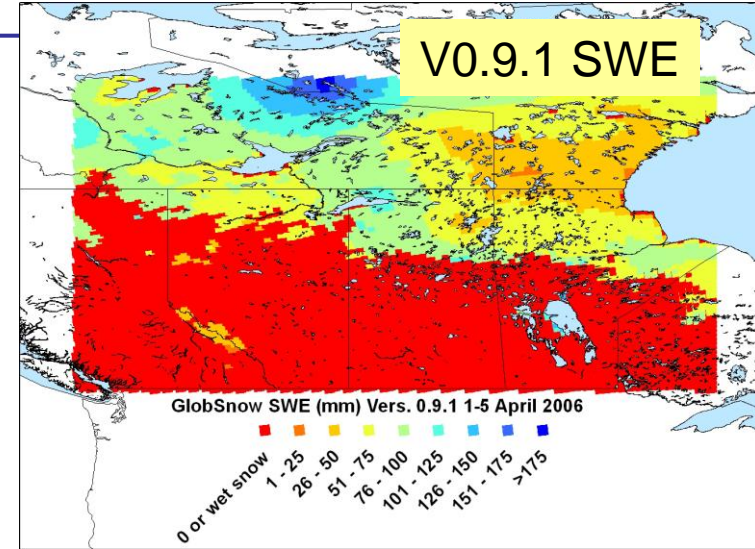 V0.9.1 SWE
GlobSnow SWE (mm) Vers. 0.9.1 1-5 April 2006
0 or wet snow
1 - 25
26 - 50
51 - 75
76 - 100
101 - 125
126 - 150
151 - 175
>175